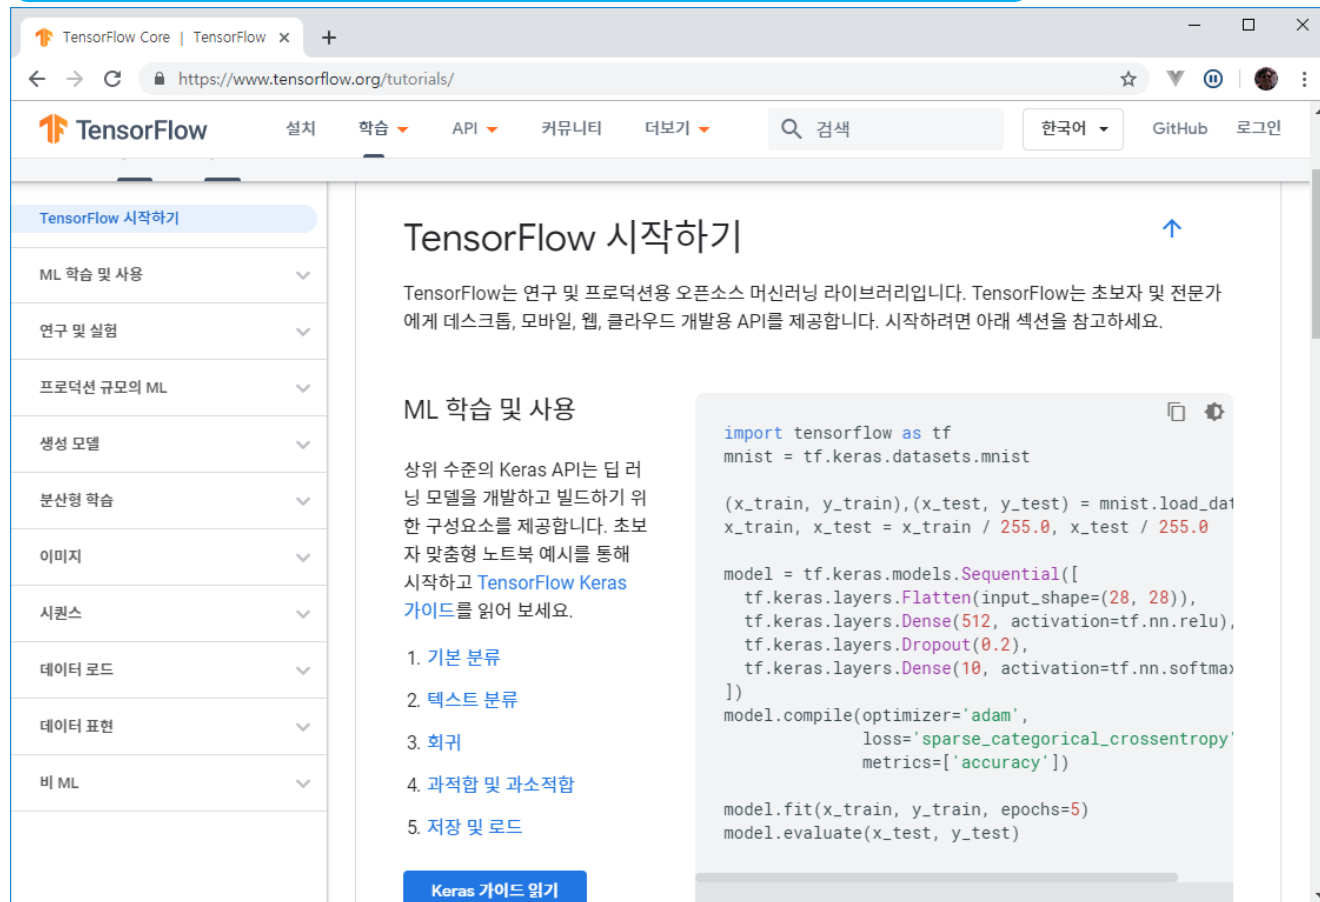 TensorFlow Core | TensorFlow
https://www.tensorflow.org/tutorials/
TensorFlow
설치
학습
API
커뮤니티
더보기
검색
한국어
GitHub
로그인
TensorFlow 시작하기
ML 학습 및 사용
연구 및 실험
프로덕션 규모의 ML
생성 모델
분산형 학습
이미지
시퀀스
데이터 로드
데이터 표현
비 ML
TensorFlow 시작하기
TensorFlow는 연구 및 프로덕션용 오픈소스 머신러닝 라이브러리입니다. TensorFlow는 초보자 및 전문가
에게 데스크톱, 모바일, 웹, 클라우드 개발용 API를 제공합니다. 시작하려면 아래 섹션을 참고하세요.
ML 학습 및 사용
상위 수준의 Keras API는 딥 러
닝 모델을 개발하고 빌드하기 위
한 구성요소를 제공합니다. 초보
자 맞춤형 노트북 예시를 통해
시작하고 TensorFlow Keras
가이드를 읽어 보세요.
1. 기본 분류
2. 텍스트 분류
3. 회귀
4. 과적합 및 과소적합
5. 저장 및 로드
Keras 가이드 읽기
import tensorflow as tf
mnist = tf.keras.datasets.mnist
(x_train, y_train),(x_test, y_test) = mnist.load_dat
x_train, x_test = x_train / 255.0, x_test / 255.0
model = tf.keras.models.Sequential([
  tf.keras.layers.Flatten(input_shape=(28, 28)),
  tf.keras.layers.Dense(512, activation=tf.nn.relu),
  tf.keras.layers.Dropout(0.2),
  tf.keras.layers.Dense(10, activation=tf.nn.softmax
])
model.compile(optimizer='adam',
              loss='sparse_categorical_crossentropy'
              metrics=['accuracy'])
model.fit(x_train, y_train, epochs=5)
model.evaluate(x_test, y_test)